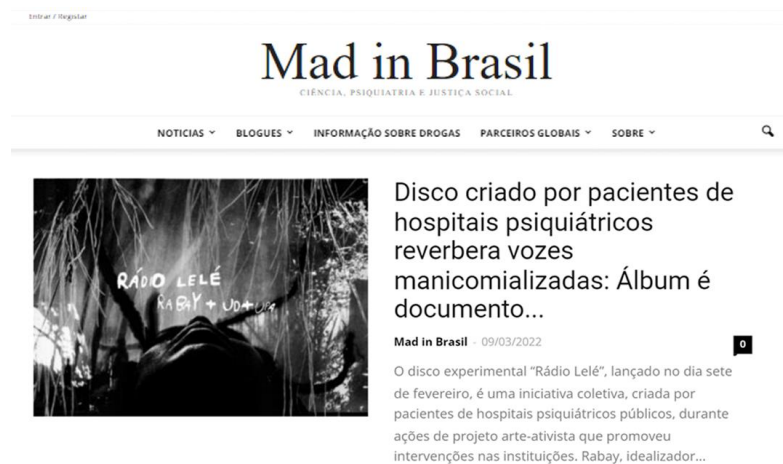 Entrar / Registar
Mad in Brasil
CIÊNCIA, PSIQUIATRIA E JUSTIÇA SOCIAL
NOTICIAS
BLOGUES
INFORMAÇÃO SOBRE DROGAS
PARCEIROS GLOBAIS
SOBRE
RÁDIO LELÉ
RABAY + UD+
Disco criado por pacientes de
hospitais psiquiátricos
reverbera vozes
manicomializadas: Álbum é
documento...
Mad in Brasil - 09/03/2022
0
O disco experimental “Rádio Lelé”, lançado no dia sete
de fevereiro, é uma iniciativa coletiva, criada por
pacientes de hospitais psiquiátricos públicos, durante
ações de projeto arte-ativista que promoveu
intervenções nas instituições. Rabay, idealizador...